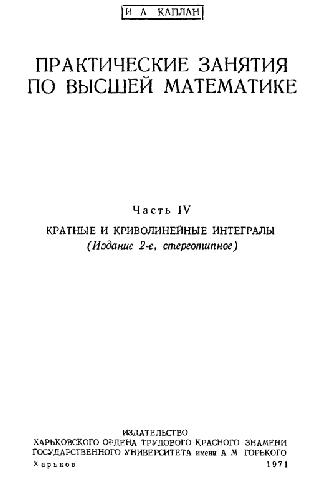 И А. КАПЛАН
ПРАКТИЧЕСКИЕ ЗАНЯТИЯ
ПО ВЫСШЕЙ МАТЕМАТИКЕ
Часть IV
КРАТНЫЕ И КРИВОЛИНЕЙНЫЕ ИНТЕГРАЛЫ
(Издание 2-е, стереотипное)
ИЗДАТЕЛЬСТВО
ХАРЬКОВСКОГО ОРДЕНА ТРУДОВОГО КРАСНОГО ЗНАМЕНИ
ГОСУДАРСТВЕННОГО УНИВЕРСИТЕТА имени А М ГОРЬКОГО
Харьков 1971